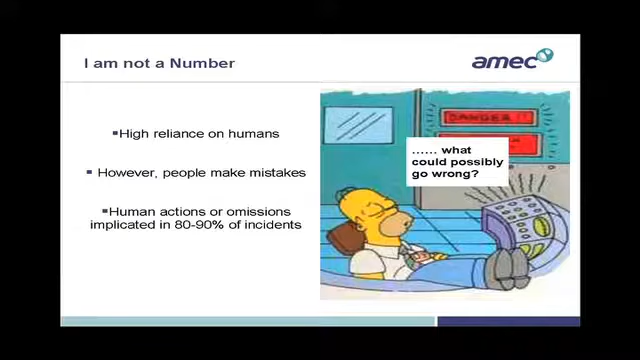 I am not a Number
amec
▪High reliance on humans
▪ However, people make mistakes
▪Human actions or omissions
implicated in 80-90% of incidents
DANGER !!
...... what
could possibly
go wrong?